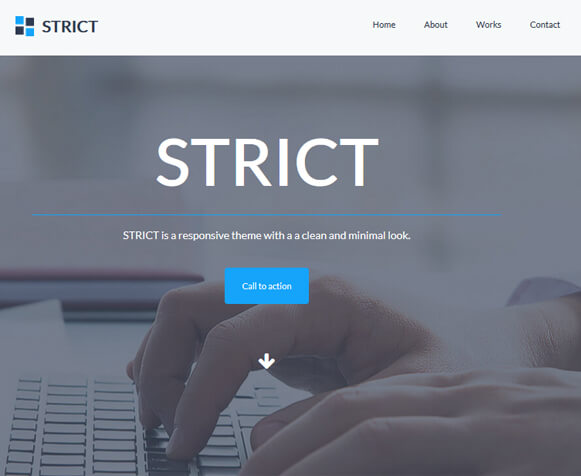 STRICT
Home About Works Contact
STRICT
STRICT is a responsive theme with a a clean and minimal look.
Call to action